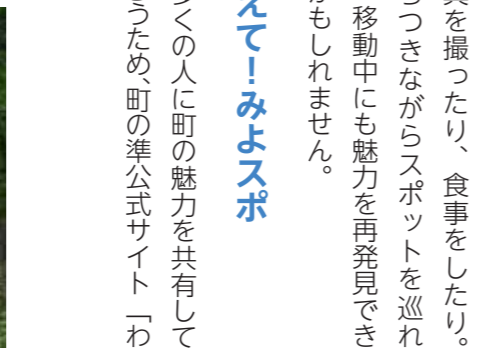 真を撮ったり、食事をしたり。
らつきながらスポットを巡れ
移動中にも魅力を再発見でき
かもしれません。
えて！みよスポ
くの人に町の魅力を共有して
うため、町の準公式サイト「わ